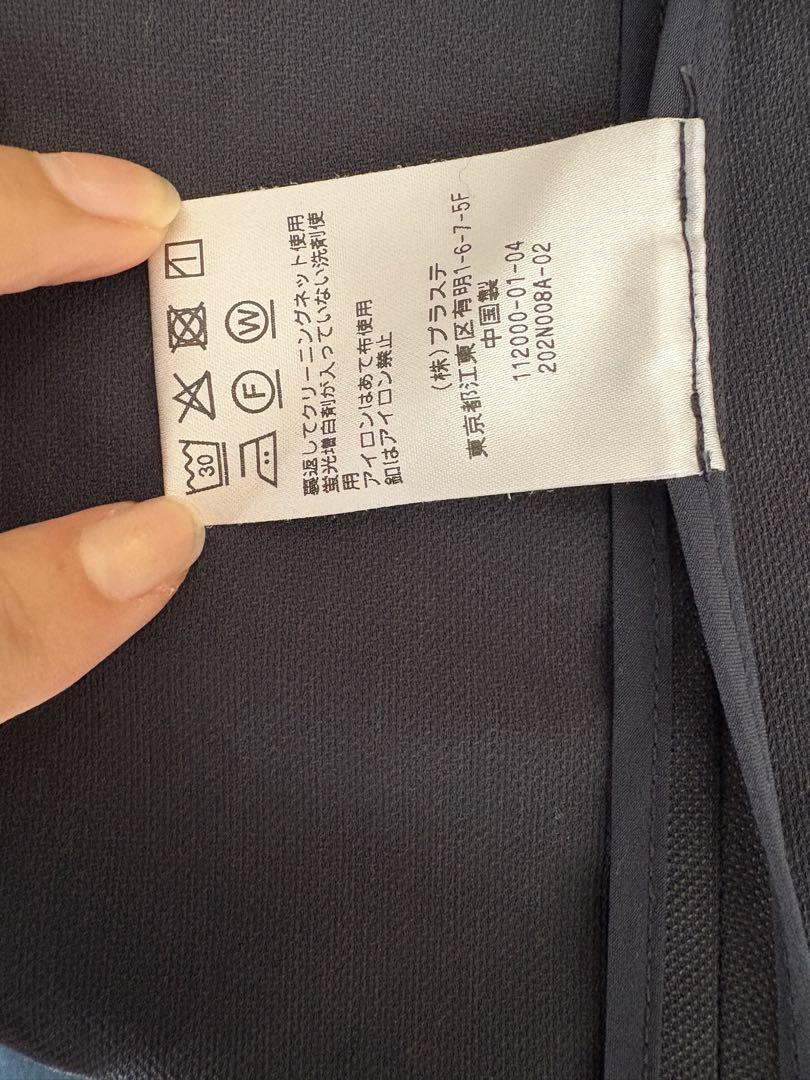 30
F
W
裏返してクリーニングネット使用
蛍光増白剤が入っていない洗剤使
用
アイロンはあて布使用
釦はアイロン禁止
(株)プラステ
東京都江東区有明1-6-7-5F
中国製
112000-01-04
202N008A-02